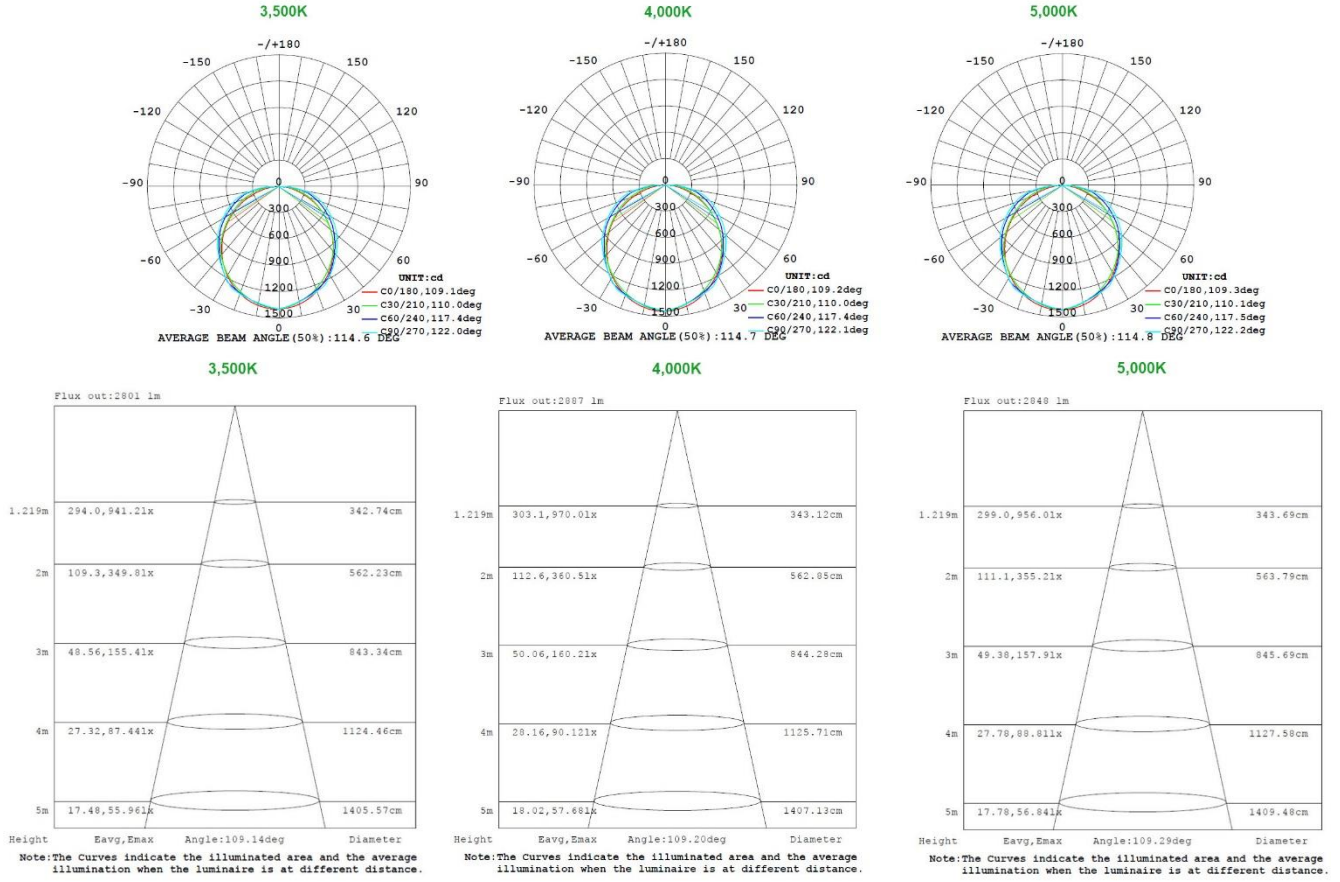 3,500K
-/+180
-150
150
-120
120
-90
0
90
300
600
-60
60
900
UNIT:cd
1200
C0/180,109.1deg
-30
30
C30/210,110.0deg
1500
C60/240,117.4deg
0
C90/270,122.0deg
AVERAGE BEAM ANGLE(50%):114.6 DEG
4,000K
-/+180
-150
150
-120
120
-90
0
90
300
600
-60
60
900
UNIT:cd
1200
C0/180,109.2deg
-30
30
C30/210,110.0deg
1500
C60/240,117.4deg
0
C90/270,122.1deg
AVERAGE BEAM ANGLE(50%):114.7 DEG
5,000K
-/+180
-150
150
-120
120
-90
0
90
300
600
-60
60
900
UNIT:cd
1200
C0/180,109.3deg
-30
30
C30/210,110.1deg
1500
C60/240,117.5deg
0
C90/270,122.2deg
AVERAGE BEAM ANGLE(50%):114.8 DEG
3,500K
Flux out:2801 lm
1.219m 294.0,941.2lx 342.74cm
2m 109.3,349.8lx 562.23cm
3m 48.56,155.4lx 843.34cm
4m 27.32,87.44lx 1124.46cm
5m 17.48,55.96lx 1405.57cm
Height Eavg,Emax Angle:109.14deg Diameter
Note:The Curves indicate the illuminated area and the average
illumination when the luminaire is at different distance.
4,000K
Flux out:2887 lm
1.219m 303.1,970.0lx 343.12cm
2m 112.6,360.5lx 562.85cm
3m 50.06,160.2lx 844.28cm
4m 28.16,90.12lx 1125.71cm
5m 18.02,57.68lx 1407.13cm
Height Eavg,Emax Angle:109.20deg Diameter
Note:The Curves indicate the illuminated area and the average
illumination when the luminaire is at different distance.
5,000K
Flux out:2848 lm
1.219m 299.0,956.0lx 343.69cm
2m 111.1,355.2lx 563.79cm
3m 49.38,157.9lx 845.69cm
4m 27.78,88.81lx 1127.58cm
5m 17.78,56.84lx 1409.48cm
Height Eavg,Emax Angle:109.29deg Diameter
Note:The Curves indicate the illuminated area and the average
illumination when the luminaire is at different distance.